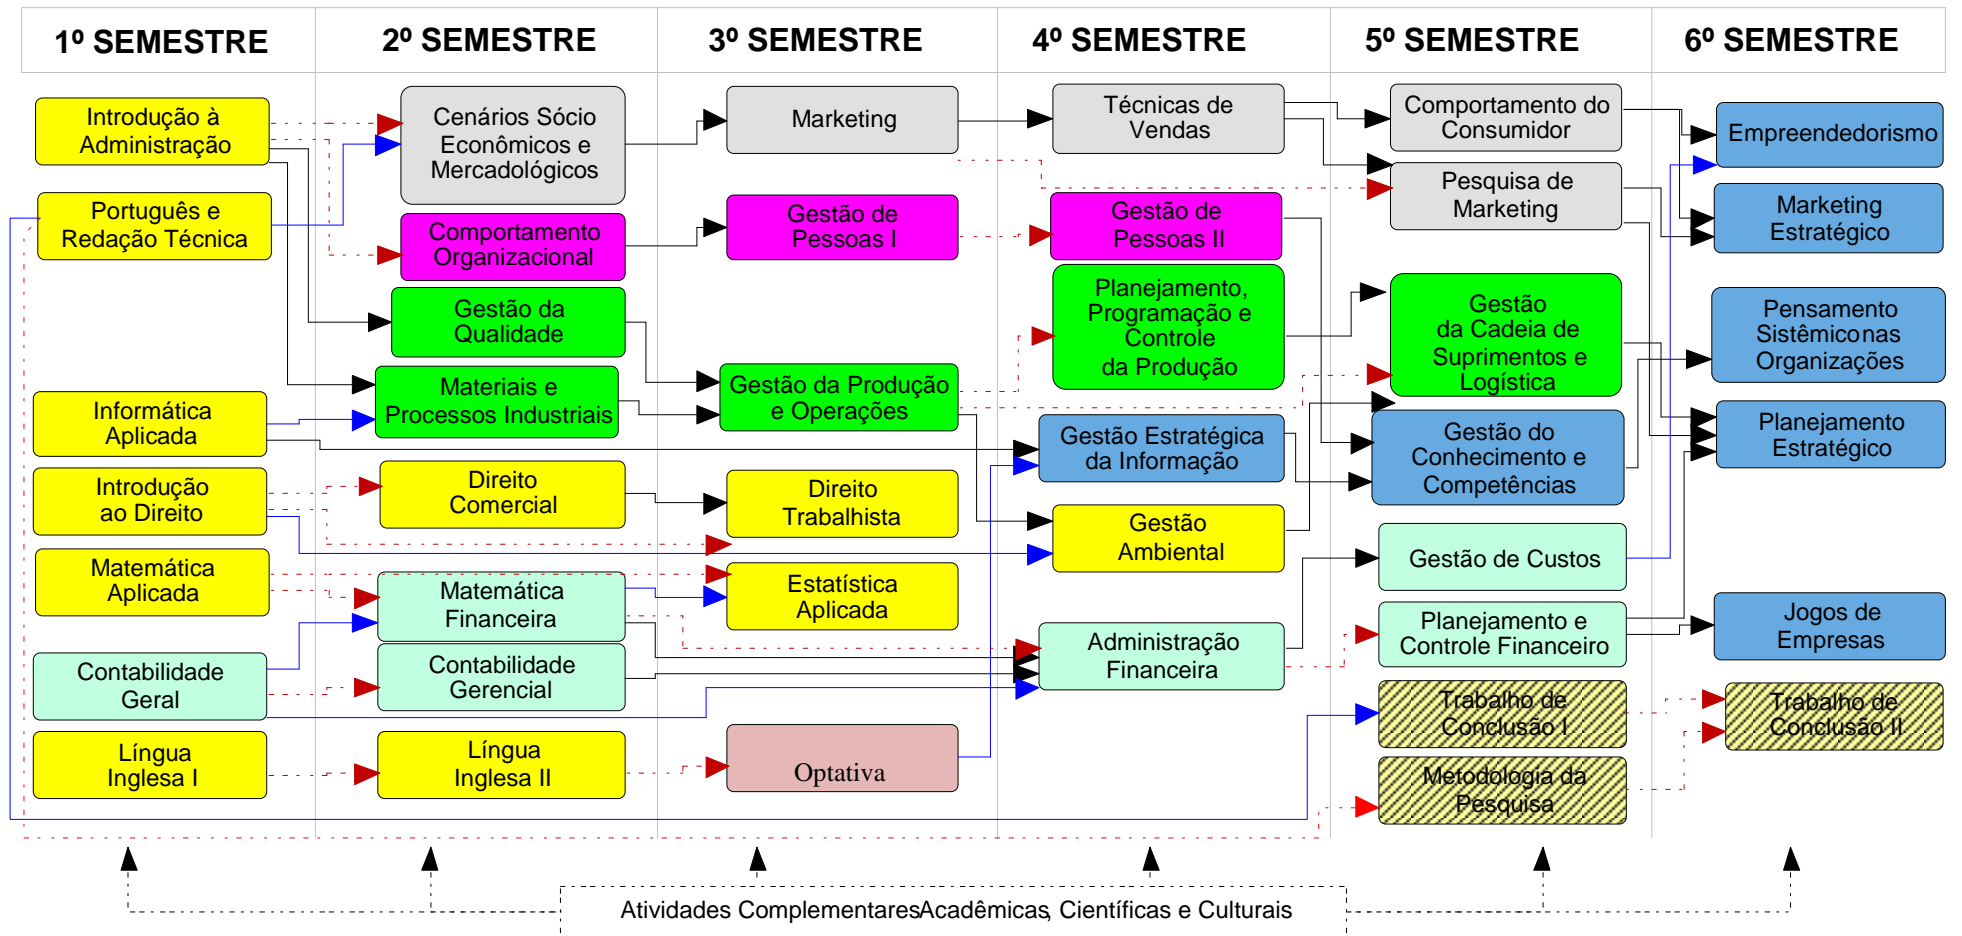 1º SEMESTRE
2º SEMESTRE
3º SEMESTRE
4º SEMESTRE
5º SEMESTRE
6º SEMESTRE
Introdução à
Administração
Português e
Redação Técnica
Informática
Aplicada
Introdução
ao Direito
Matemática
Aplicada
Contabilidade
Geral
Língua
Inglesa I
Cenários Sócio
Econômicos e
Mercadológicos
Comportamento
Organizacional
Gestão da
Qualidade
Materiais e
Processos Industriais
Direito
Comercial
Matemática
Financeira
Contabilidade
Gerencial
Língua
Inglesa II
Marketing
Gestão de
Pessoas I
Gestão da Produção
e Operações
Direito
Trabalhista
Estatística
Aplicada
Optativa
Técnicas de
Vendas
Gestão de
Pessoas II
Planejamento,
Programação e
Controle
da Produção
Gestão Estratégica
da Informação
Gestão
Ambiental
Administração
Financeira
Comportamento do
Consumidor
Pesquisa de
Marketing
Gestão
da Cadeia de
Suprimentos e
Logística
Gestão do
Conhecimento e
Competências
Gestão de Custos
Planejamento e
Controle Financeiro
Trabalho de
Conclusão I
Metodologia da
Pesquisa
Empreendedorismo
Marketing
Estratégico
Pensamento
Sistêmico nas
Organizações
Planejamento
Estratégico
Jogos de
Empresas
Trabalho de
Conclusão II
Atividades Complementares Acadêmicas, Científicas e Culturais